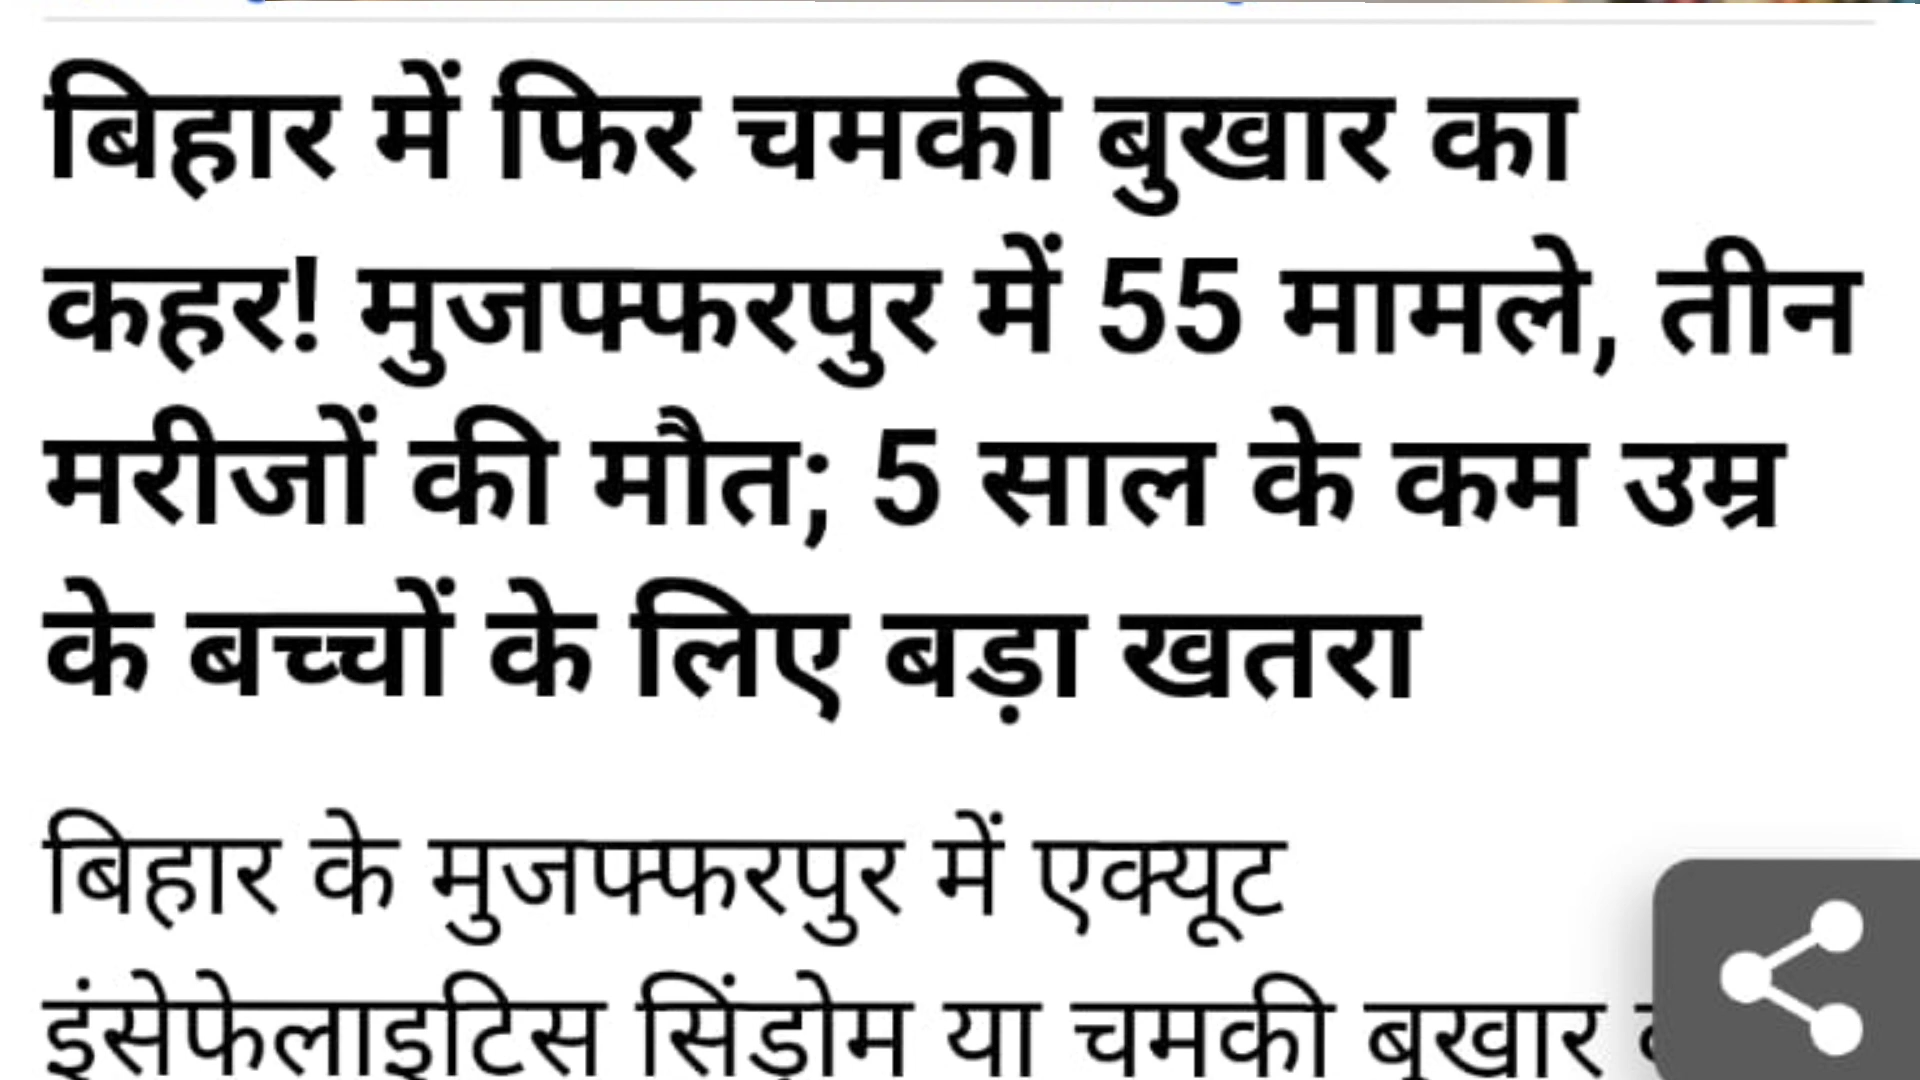 बिहार में फिर चमकी बुखार का
कहर! मुजफ्फरपुर में 55 मामले, तीन
मरीजों की मौत; 5 साल के कम उम्र
के बच्चों के लिए बड़ा खतरा
बिहार के मुजफ्फरपुर में एक्यूट
इंसेफेलाइटिस सिंड्रोम या चमकी बुखार